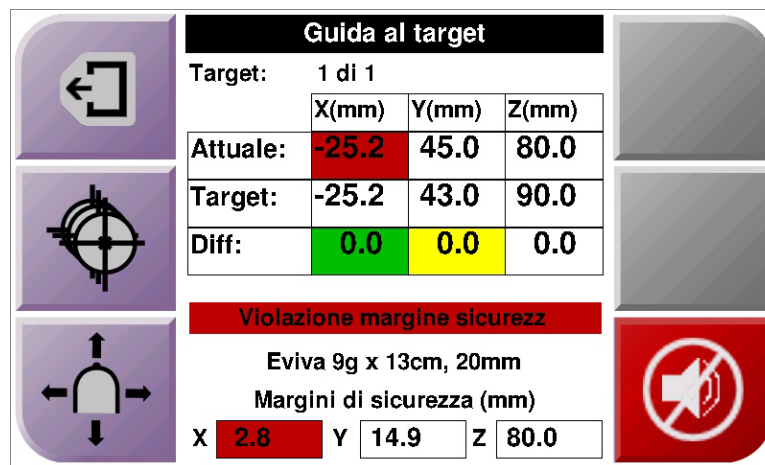 Guida al target
Target: 1 di 1
X(mm) Y(mm) Z(mm)
Attuale: -25.2 45.0 80.0
Target: -25.2 43.0 90.0
Diff: 0.0 0.0 0.0
Violazione margine sicurezz
Eviva 9g x 13cm, 20mm
Margini di sicurezza (mm)
X 2.8 Y 14.9 Z 80.0